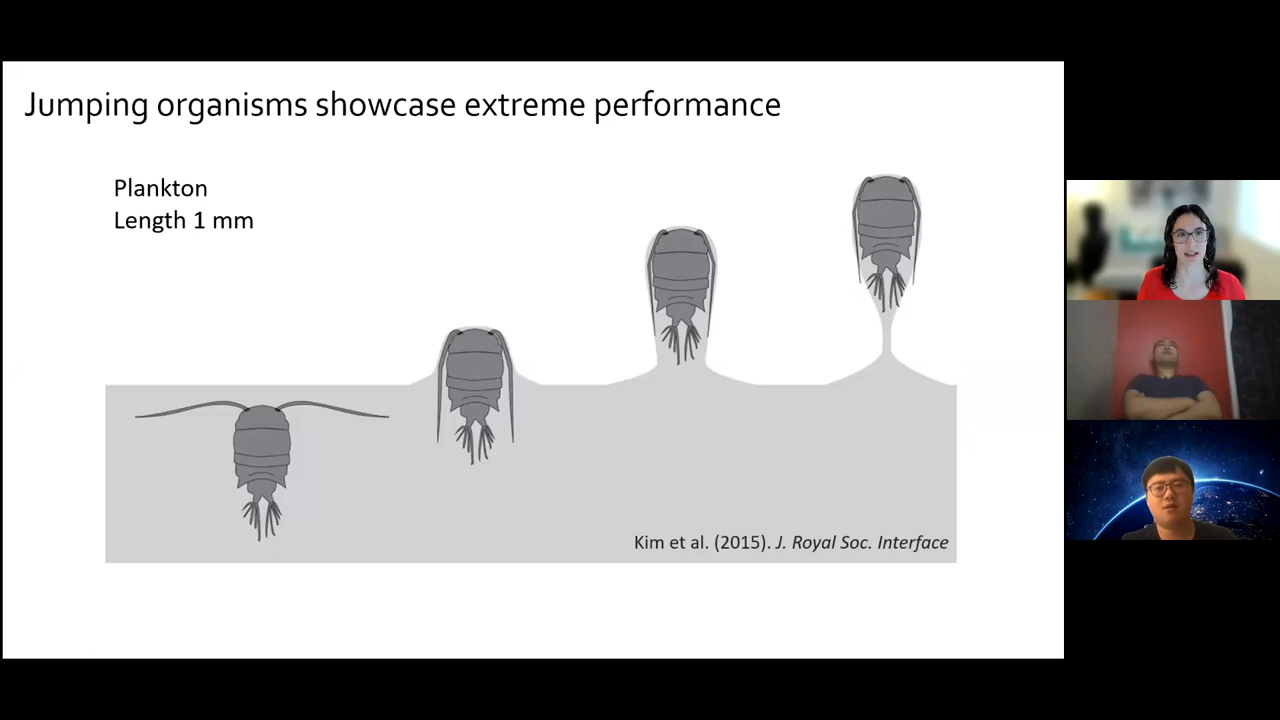 Jumping organisms showcase extreme performance
Plankton
Length 1 mm
Kim et al. (2015). J. Royal Soc. Interface